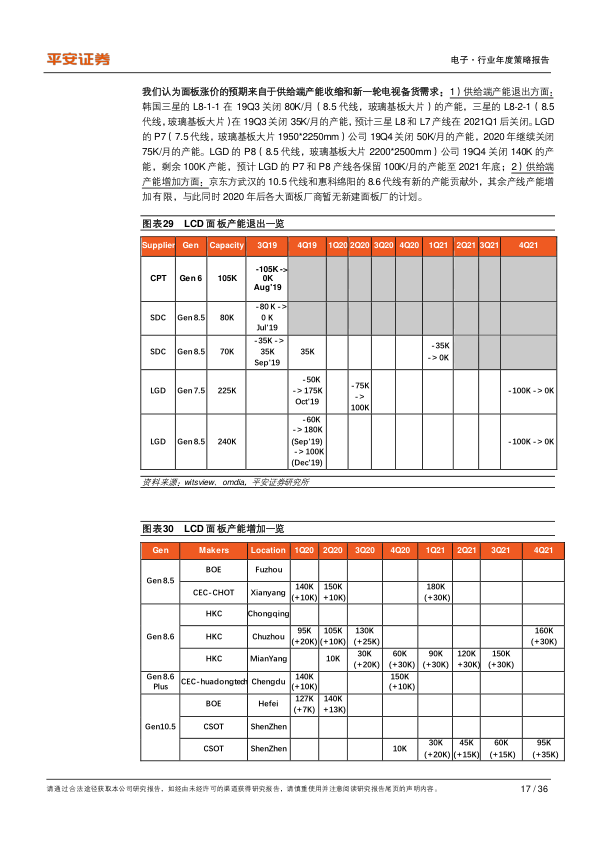 平安证券
电子·行业年度策略报告
我们认为面板涨价的预期来自于供给端产能收缩和新一轮电视备货需求：1）供给端产能退出方面：
韩国三星的 L8-1-1 在 19Q3 关闭 80K/月（8.5 代线，玻璃基板大片）的产能，三星的 L8-2-1（8.5
代线，玻璃基板大片）在 19Q3 关闭 35K/月的产能，预计三星 L8 和 L7 产线在 2021Q1 后关闭。LGD
的 P7（7.5 代线，玻璃基板大片 1950*2250mm）公司 19Q4 关闭 50K/月的产能，2020 年继续关闭
75K/月的产能。LGD 的 P8（8.5 代线，玻璃基板大片 2200*2500mm）公司 19Q4 关闭 140K 的产
能，剩余 100K 产能，预计 LGD 的 P7 和 P8 产线各保留 100K/月的产能至 2021 年底；2）供给端
产能增加方面：京东方武汉的 10.5 代线和惠科绵阳的 8.6 代线有新的产能贡献外，其余产线产能增
加有限，与此同时 2020 年后各大面板厂商暂无新建面板厂的计划。
图表29 LCD 面板产能退出一览
Supplier Gen Capacity 3Q19 4Q19 1Q20 2Q20 3Q20 4Q20 1Q21 2Q21 3Q21 4Q21
CPT Gen 6 105K -105K -> 0K Aug'19
SDC Gen 8.5 80K -80 K -> 0 K Jul'19
SDC Gen 8.5 70K -35K -> 35K Sep'19 35K -35K -> 0K
LGD Gen 7.5 225K -50K -> 175K Oct'19 -75K -> 100K -100K -> 0K
LGD Gen 8.5 240K -60K -> 180K (Sep'19) -> 100K (Dec'19) -100K -> 0K
资料来源：witsview、omdia，平安证券研究所
图表30 LCD 面板产能增加一览
Gen Makers Location 1Q20 2Q20 3Q20 4Q20 1Q21 2Q21 3Q21 4Q21
Gen 8.5 BOE Fuzhou
CEC-CHOT Xianyang 140K (+10K) 150K +10K) 180K (+30K)
Gen 8.6 HKC Chongqing
HKC Chuzhou 95K (+20K) 105K (+10K) 130K (+25K) 160K (+30K)
HKC MianYang 10K 30K (+20K) 60K (+30K) 90K (+30K) 120K +30K) 150K (+30K)
Gen 8.6 Plus CEC-huadongtech Chengdu 140K (+10K) 150K (+10K)
Gen10.5 BOE Hefei 127K (+7K) 140K +13K)
CSOT ShenZhen
CSOT ShenZhen 10K 30K (+20K) 45K (+15K) 60K (+15K) 95K (+35K)
请通过合法途径获取本公司研究报告，如经由未经许可的渠道获得研究报告，请慎重使用并注意阅读研究报告尾页的声明内容。
17 / 36